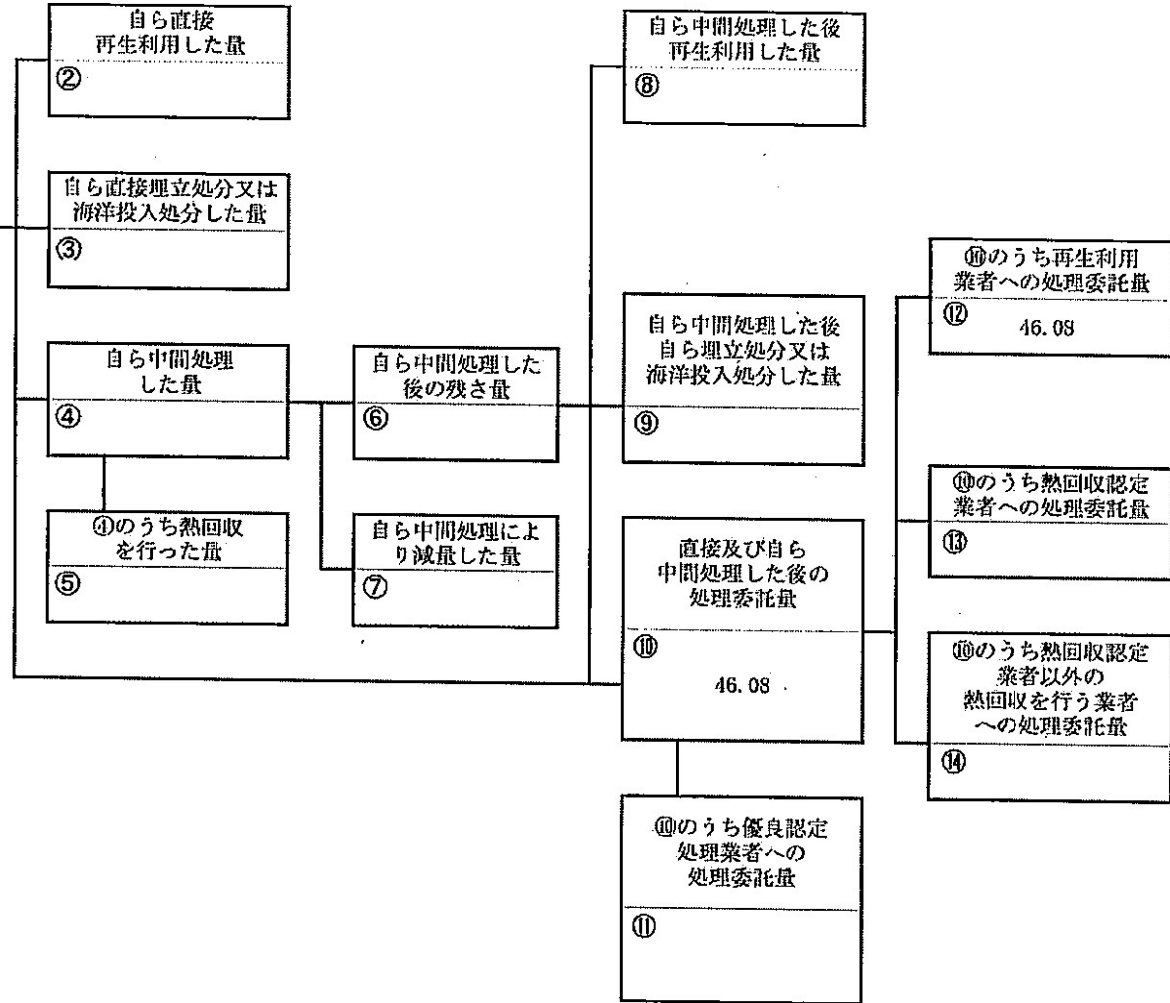 自ら直接
再生利用した量
②
自ら直接埋立処分又は
海洋投入処分した量
③
自ら中間処理
した量
④
④のうち熱回収
を行った量
⑤
自ら中間処理した
後の残さ量
⑥
自ら中間処理によ
り減量した量
⑦
自ら中間処理した後
再生利用した量
⑧
自ら中間処理した後
自ら埋立処分又は
海洋投入処分した量
⑨
直接及び自ら
中間処理した後の
処理委託量
⑩
46.08
⑩のうち優良認定
処理業者への
処理委託量
⑪
⑩のうち再生利用
業者への処理委託量
⑫
46.08
⑩のうち熱回収認定
業者への処理委託量
⑬
⑩のうち熱回収認定
業者以外の
熱回収を行う業者
への処理委託量
⑭